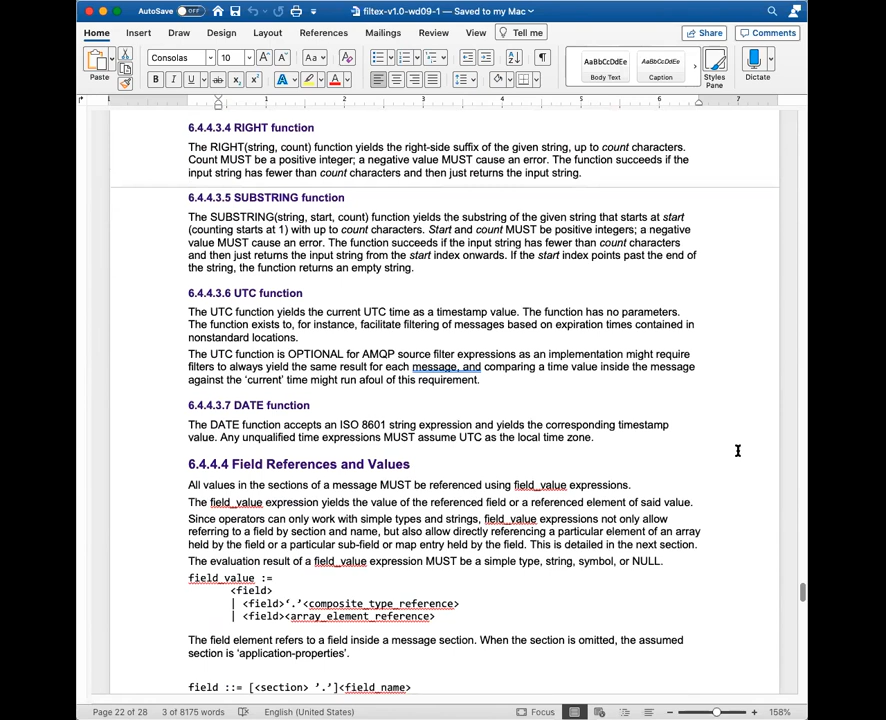 AutoSave OFF filtex-v1.0-wd09-1 — Saved to my Mac
Home Insert Draw Design Layout References Mailings Review View Tell me Share Comments
Paste Consolas 10 A A Aa A AaBbCcDdEe Body Text AaBbCcDdEe Caption Styles Pane Dictate
B I U ab x2 x2 A A
1 2 3 4 5 6 7
6.4.4.3.4 RIGHT function
The RIGHT(string, count) function yields the right-side suffix of the given string, up to count characters.
Count MUST be a positive integer; a negative value MUST cause an error. The function succeeds if the
input string has fewer than count characters and then just returns the input string.
6.4.4.3.5 SUBSTRING function
The SUBSTRING(string, start, count) function yields the substring of the given string that starts at start
(counting starts at 1) with up to count characters. Start and count MUST be positive integers; a negative
value MUST cause an error. The function succeeds if the input string has fewer than count characters
and then just returns the input string from the start index onwards. If the start index points past the end of
the string, the function returns an empty string.
6.4.4.3.6 UTC function
The UTC function yields the current UTC time as a timestamp value. The function has no parameters.
The function exists to, for instance, facilitate filtering of messages based on expiration times contained in
nonstandard locations.
The UTC function is OPTIONAL for AMQP source filter expressions as an implementation might require
filters to always yield the same result for each message, and comparing a time value inside the message
against the ‘current’ time might run afoul of this requirement.
6.4.4.3.7 DATE function
The DATE function accepts an ISO 8601 string expression and yields the corresponding timestamp
value. Any unqualified time expressions MUST assume UTC as the local time zone.
6.4.4.4 Field References and Values
All values in the sections of a message MUST be referenced using field_value expressions.
The field_value expression yields the value of the referenced field or a referenced element of said value.
Since operators can only work with simple types and strings, field_value expressions not only allow
referring to a field by section and name, but also allow directly referencing a particular element of an array
held by the field or a particular sub-field or map entry held by the field. This is detailed in the next section.
The evaluation result of a field_value expression MUST be a simple type, string, symbol, or NULL.
field_value :=
<field>
| <field>‘.’<composite_type_reference>
| <field><array_element_reference>
The field element refers to a field inside a message section. When the section is omitted, the assumed
section is ‘application-properties’.
field ::= [<section> ’.’]<field_name>
Page 22 of 28 3 of 8175 words English (United States) Focus 158%